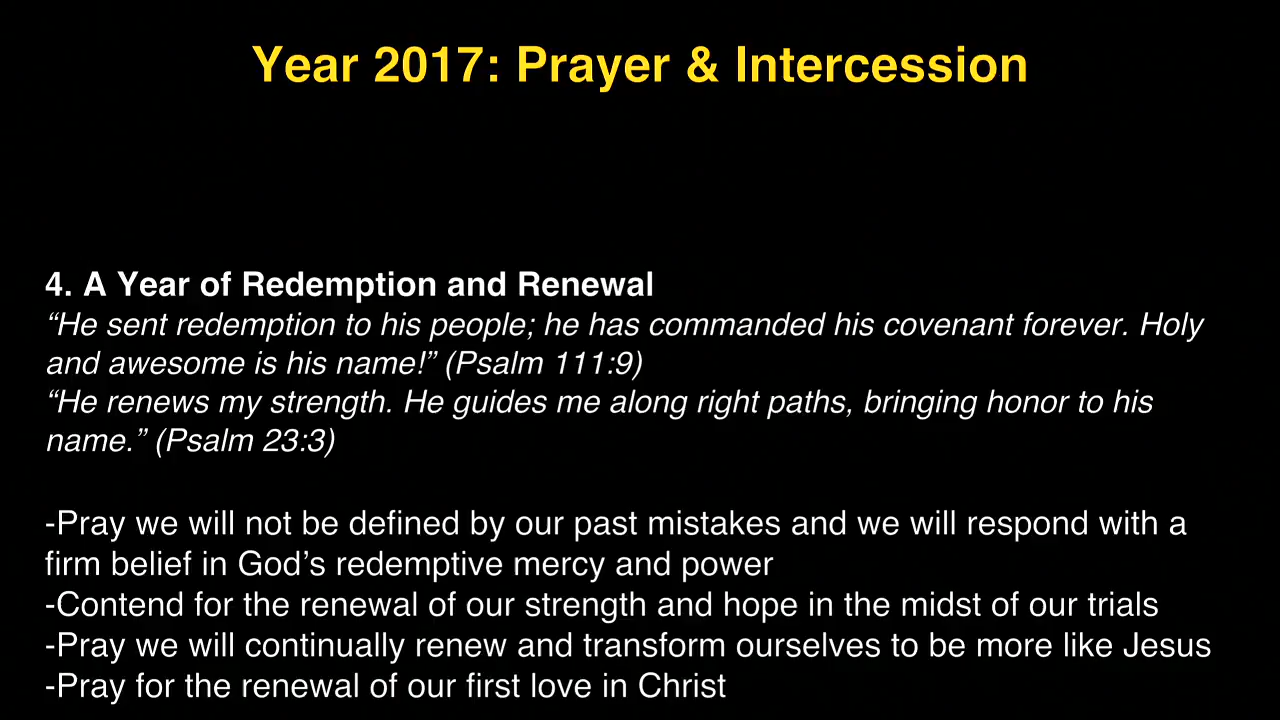 Year 2017: Prayer & Intercession
4. A Year of Redemption and Renewal
“He sent redemption to his people; he has commanded his covenant forever. Holy
and awesome is his name!” (Psalm 111:9)
“He renews my strength. He guides me along right paths, bringing honor to his
name.” (Psalm 23:3)
-Pray we will not be defined by our past mistakes and we will respond with a
firm belief in God’s redemptive mercy and power
-Contend for the renewal of our strength and hope in the midst of our trials
-Pray we will continually renew and transform ourselves to be more like Jesus
-Pray for the renewal of our first love in Christ